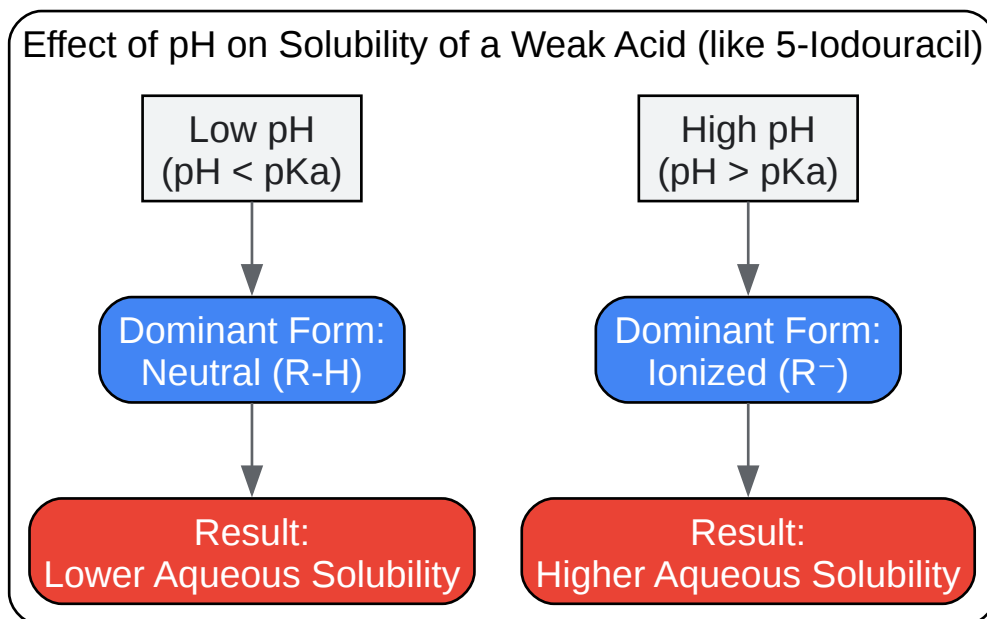 Effect of pH on Solubility of a Weak Acid (like 5-Iodouracil)
Low pH
(pH < pKa)
High pH
(pH > pKa)
Dominant Form:
Neutral (R-H)
Dominant Form:
Ionized (R⁻)
Result:
Lower Aqueous Solubility
Result:
Higher Aqueous Solubility